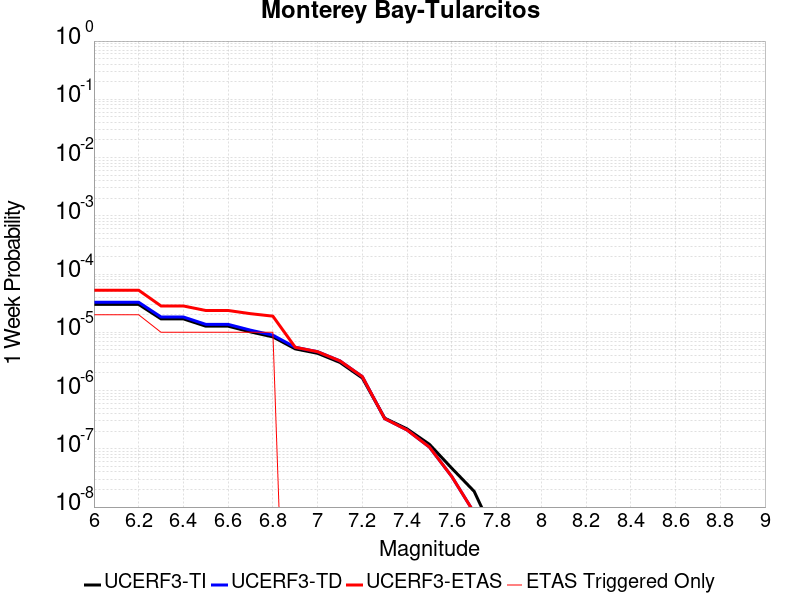 Monterey Bay-Tularcitos
10^0
10^-1
10^-2
10^-3
10^-4
10^-5
10^-6
10^-7
10^-8
1 Week Probability
6 6.2 6.4 6.6 6.8 7 7.2 7.4 7.6 7.8 8 8.2 8.4 8.6 8.8 9
Magnitude
UCERF3-TI UCERF3-TD UCERF3-ETAS ETAS Triggered Only